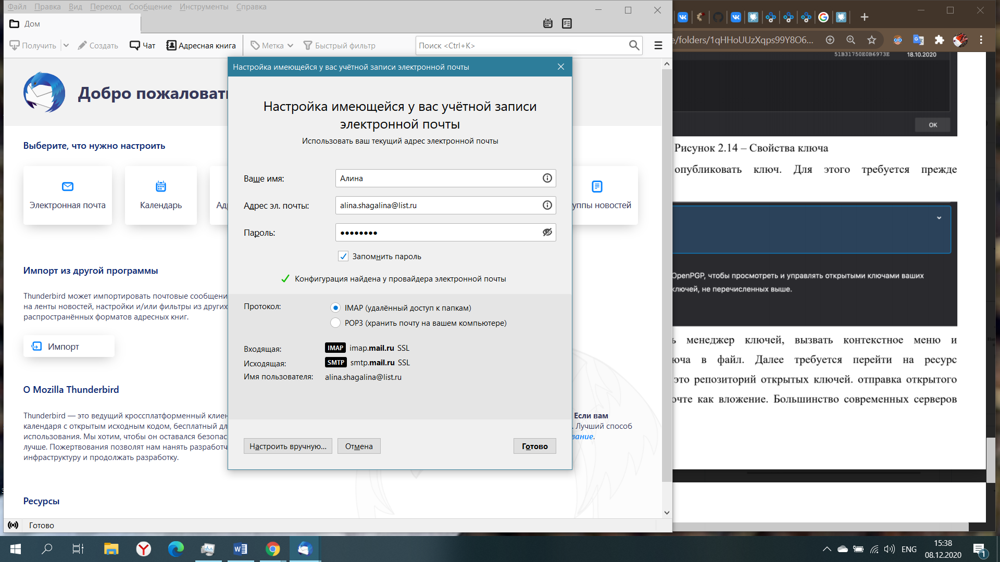 Файл Правка Вид Переход Сообщение Инструменты Справка
Дом
Получить Создать Чат Адресная книга Метка Быстрый фильтр Поиск <Ctrl+K>
Настройка имеющейся у вас учётной записи электронной почты
Добро пожаловать
Настройка имеющейся у вас учётной записи
электронной почты
Использовать ваш текущий адрес электронной почты
Выберите, что нужно настроить
Электронная почта
Календарь
Ад
уппы новостей
Ваше имя: Алина
Адрес эл. почты: alina.shagalina@list.ru
Пароль: ●●●●●●●●
Запомнить пароль
Конфигурация найдена у провайдера электронной почты
Протокол: IMAP (удалённый доступ к папкам)
POP3 (хранить почту на вашем компьютере)
Входящая: IMAP imap.mail.ru SSL
Исходящая: SMTP smtp.mail.ru SSL
Имя пользователя: alina.shagalina@list.ru
Настроить вручную... Отмена Готово
Импорт из другой программы
Thunderbird может импортировать почтовые сообщени
на ленты новостей, настройки и/или фильтры из других
распространённых форматов адресных книг.
Импорт
О Mozilla Thunderbird
Thunderbird — это ведущий кроссплатформенный клиен
календаря с открытым исходным кодом, бесплатный дл
использования. Мы хотим, чтобы он оставался безопас
лучше. Пожертвования позволят нам нанять разработч
инфраструктуру и продолжать разработку.
Если вам
. Лучший способ
вание.
Ресурсы
Готово
e/folders/1qHHoUUzXqps99Y8O6...
51B31750E0B6973E 18.10.2020
OK
Рисунок 2.14 – Свойства ключа
опубликовать ключ. Для этого требуется прежде
OpenPGP, чтобы просмотреть и управлять открытыми ключами ваших
ключей, не перечисленных выше.
ь менеджер ключей, вызвать контекстное меню и
юча в файл. Далее требуется перейти на ресурс
это репозиторий открытых ключей. отправка открытого
очте как вложение. Большинство современных серверов
ENG
15:38
08.12.2020
1